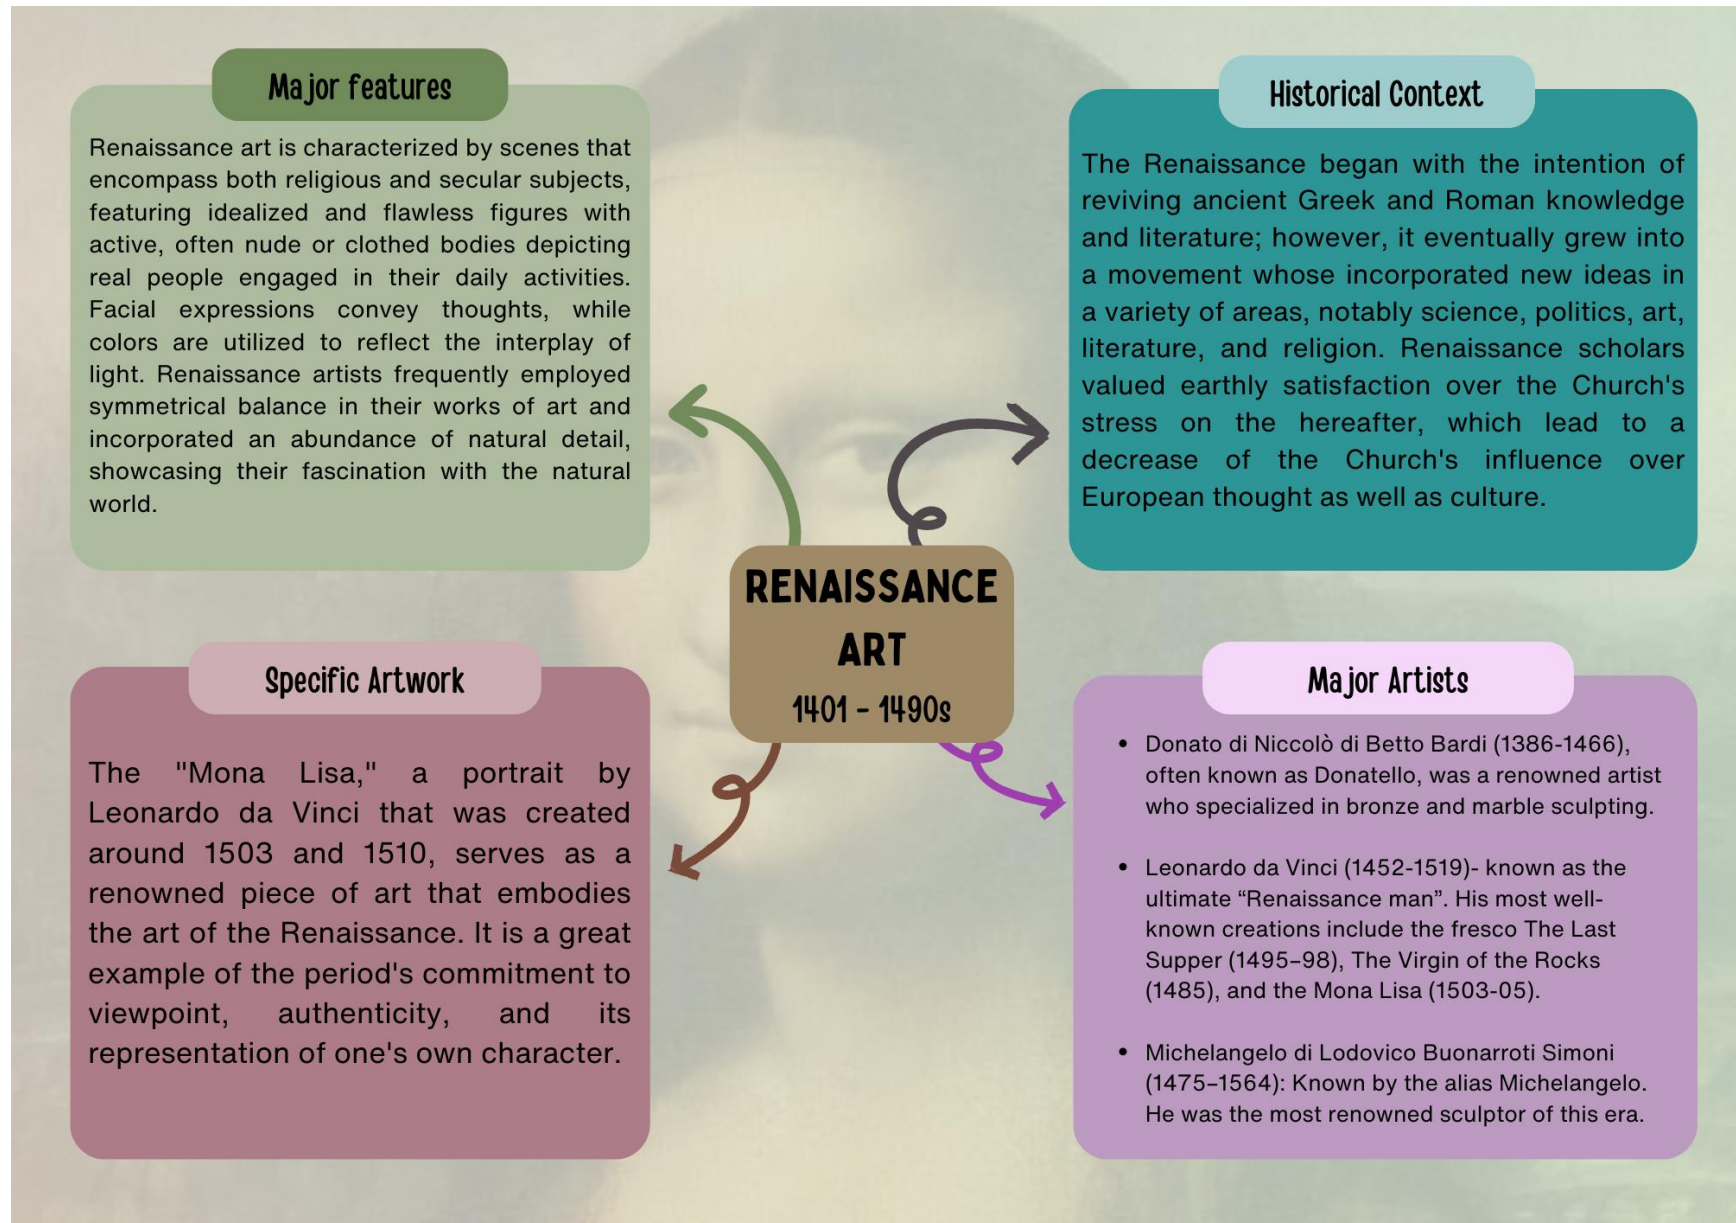 Major features
Renaissance art is characterized by scenes that
encompass both religious and secular subjects,
featuring idealized and flawless figures with
active, often nude or clothed bodies depicting
real people engaged in their daily activities.
Facial expressions convey thoughts, while
colors are utilized to reflect the interplay of
light. Renaissance artists frequently employed
symmetrical balance in their works of art and
incorporated an abundance of natural detail,
showcasing their fascination with the natural
world.
Historical Context
The Renaissance began with the intention of
reviving ancient Greek and Roman knowledge
and literature; however, it eventually grew into
a movement whose incorporated new ideas in
a variety of areas, notably science, politics, art,
literature, and religion. Renaissance scholars
valued earthly satisfaction over the Church's
stress on the hereafter, which lead to a
decrease of the Church's influence over
European thought as well as culture.
RENAISSANCE
ART
1401 - 1490s
Specific Artwork
The "Mona Lisa," a portrait by
Leonardo da Vinci that was created
around 1503 and 1510, serves as a
renowned piece of art that embodies
the art of the Renaissance. It is a great
example of the period's commitment to
viewpoint, authenticity, and its
representation of one's own character.
Major Artists
• Donato di Niccolò di Betto Bardi (1386-1466),
often known as Donatello, was a renowned artist
who specialized in bronze and marble sculpting.
• Leonardo da Vinci (1452-1519)- known as the
ultimate “Renaissance man”. His most well-
known creations include the fresco The Last
Supper (1495–98), The Virgin of the Rocks
(1485), and the Mona Lisa (1503-05).
• Michelangelo di Lodovico Buonarroti Simoni
(1475–1564): Known by the alias Michelangelo.
He was the most renowned sculptor of this era.